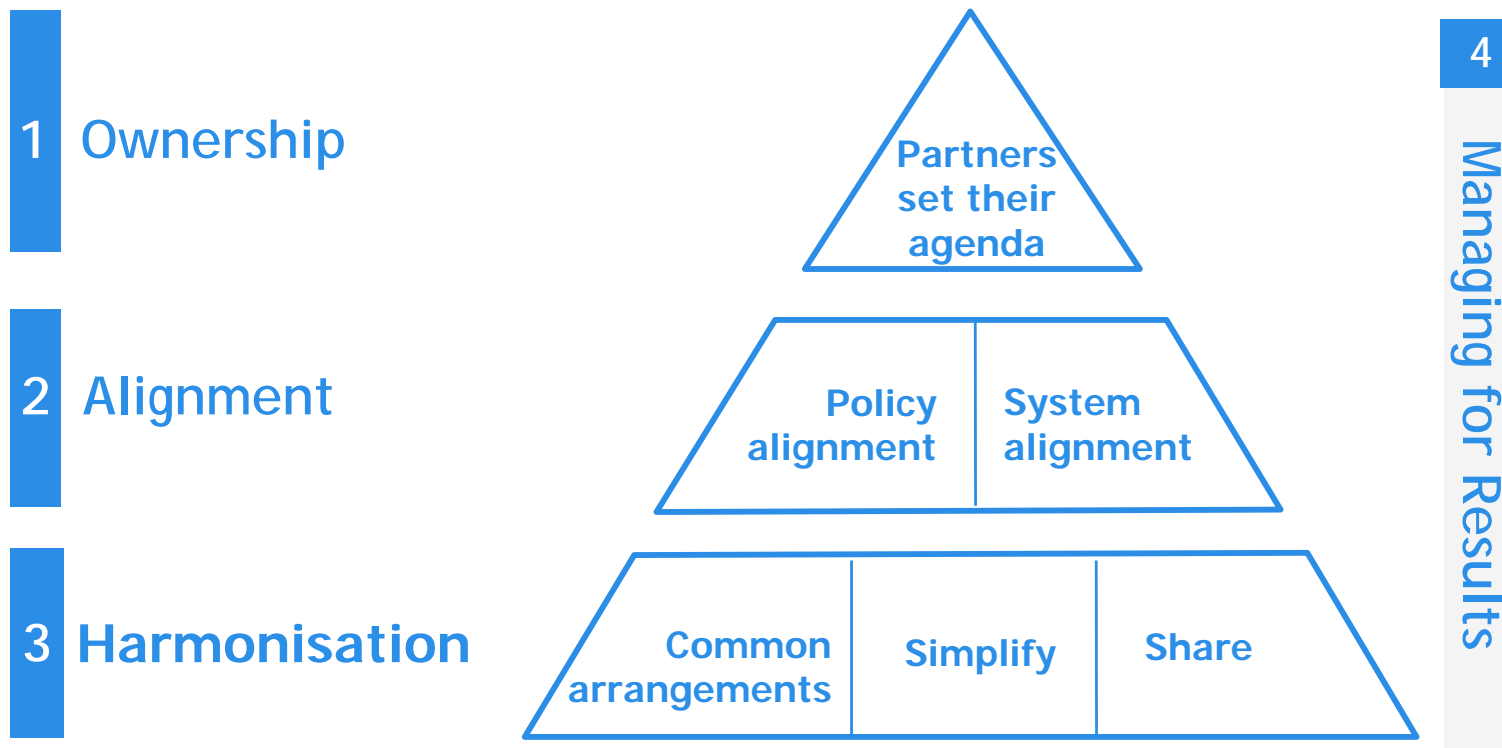 1 Ownership
Partners
set their
agenda
2 Alignment
Policy
alignment
System
alignment
3 Harmonisation
Common
arrangements
Simplify
Share
4
Managing for Results